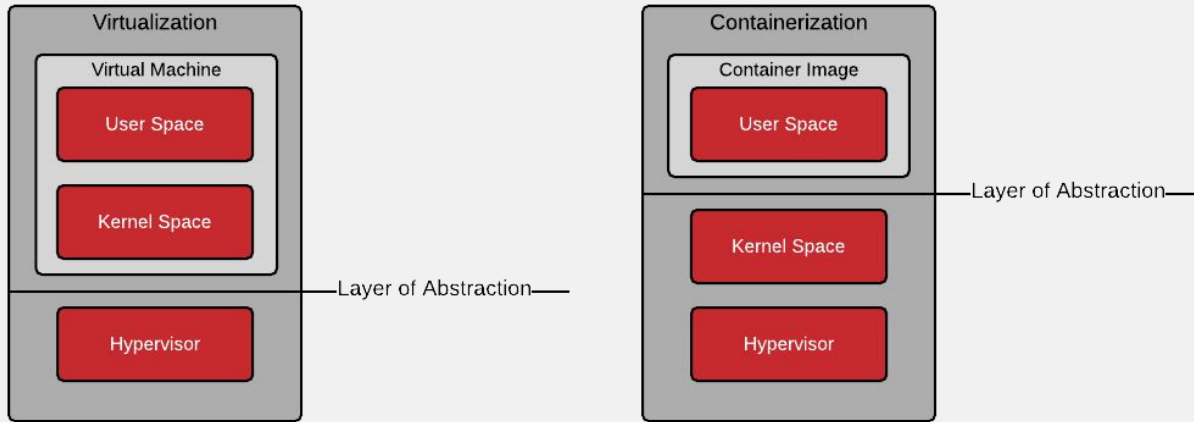 Virtualization
Virtual Machine
User Space
Kernel Space
Layer of Abstraction
Hypervisor
Containerization
Container Image
User Space
Layer of Abstraction
Kernel Space
Hypervisor